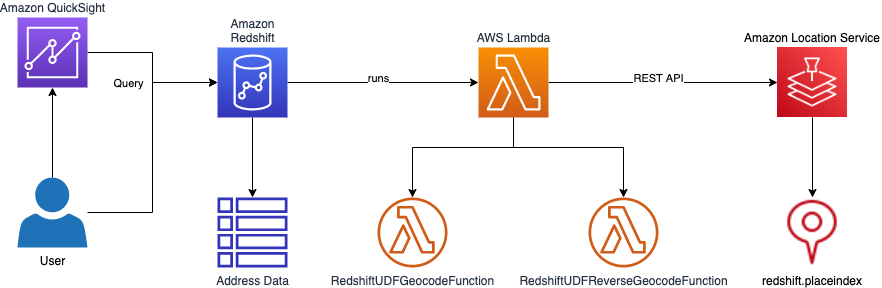 Amazon QuickSight
Amazon
Redshift
AWS Lambda
Amazon Location Service
Query
runs
REST API
User
Address Data
RedshiftUDFGeocodeFunction
RedshiftUDFReverseGeocodeFunction
redshift.placeindex